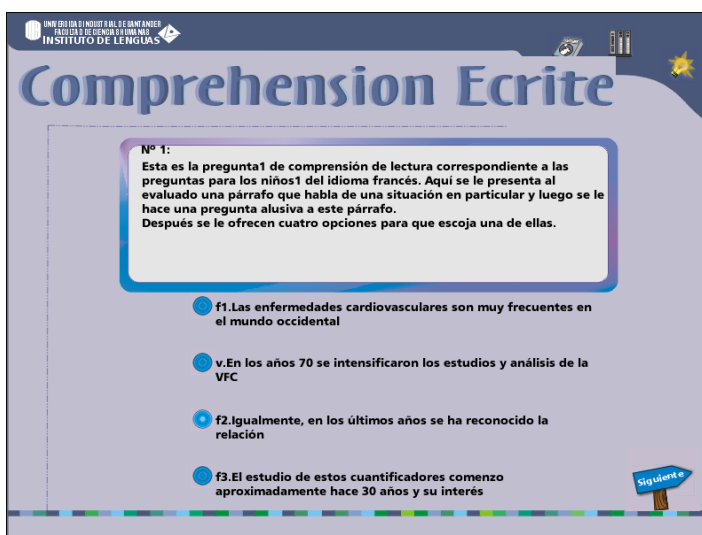 UNIVERSIDAD INDUSTRIAL DE SANTANDER
FACULTAD DE CIENCIAS HUMANAS
INSTITUTO DE LENGUAS
Comprehension Ecrite
Nº 1:
Esta es la pregunta1 de comprensión de lectura correspondiente a las
preguntas para los niños1 del idioma francés. Aquí se le presenta al
evaluado una párrafo que habla de una situación en particular y luego se le
hace una pregunta alusiva a este párrafo.
Después se le ofrecen cuatro opciones para que escoja una de ellas.
f1.Las enfermedades cardiovasculares son muy frecuentes en
el mundo occidental
v.En los años 70 se intensificaron los estudios y análisis de la
VFC
f2.Igualmente, en los últimos años se ha reconocido la
relación
f3.El estudio de estos cuantificadores comenzo
aproximadamente hace 30 años y su interés
Siguiente